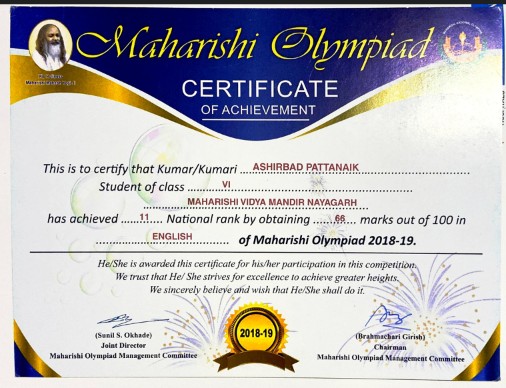 Maharishi Olympiad
CERTIFICATE
OF ACHIEVEMENT
This is to certify that Kumar/Kumari ... ASHIRBAD PATTANAIK
Student of class ... VI
MAHARISHI VIDYA MANDIR NAYAGARH
has achieved ...11... National rank by obtaining ...66... marks out of 100 in
ENGLISH of Maharishi Olympiad 2018-19.
He/She is awarded this certificate for his/her participation in this competition.
We trust that He/ She strives for excellence to achieve greater heights.
We sincerely believe and wish that He/She shall do it.
(Sunil S. Okhade)
Joint Director
Maharishi Olympiad Management Committee
2018-19
(Brahmachari Girish)
Chairman
Maharishi Olympiad Management Committee